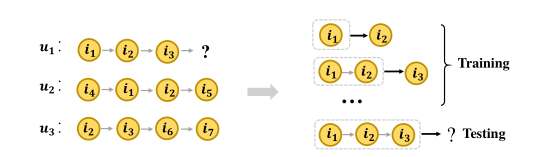 u₁: i₁ i₂ i₃ ?
u₂: i₄ i₁ i₂ i₅
u₃: i₂ i₃ i₆ i₇
i₁ i₂
i₁ i₂ i₃
Training
...
i₁ i₂ i₃ ? Testing